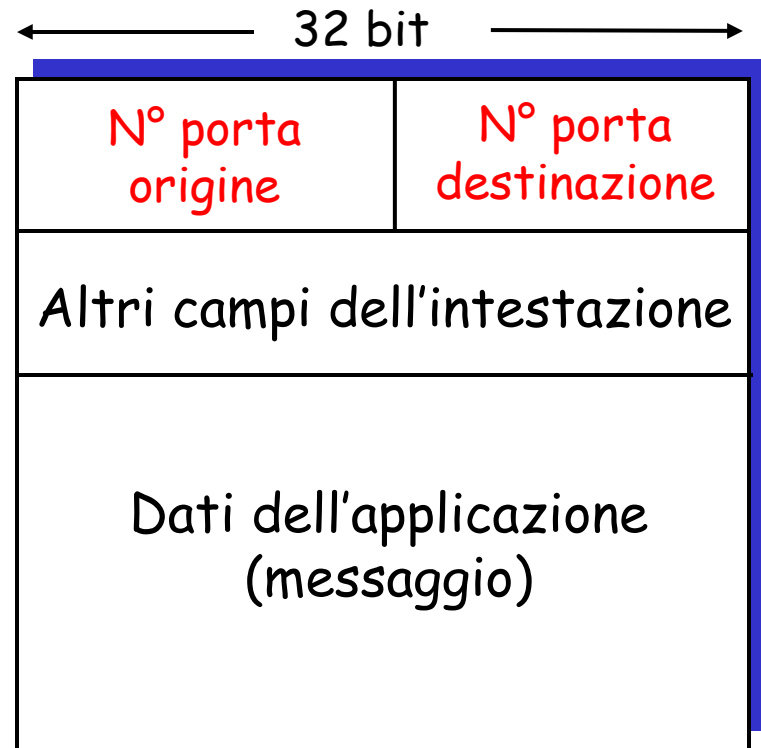 32 bit
N° porta
origine
N° porta
destinazione
Altri campi dell’intestazione
Dati dell’applicazione
(messaggio)